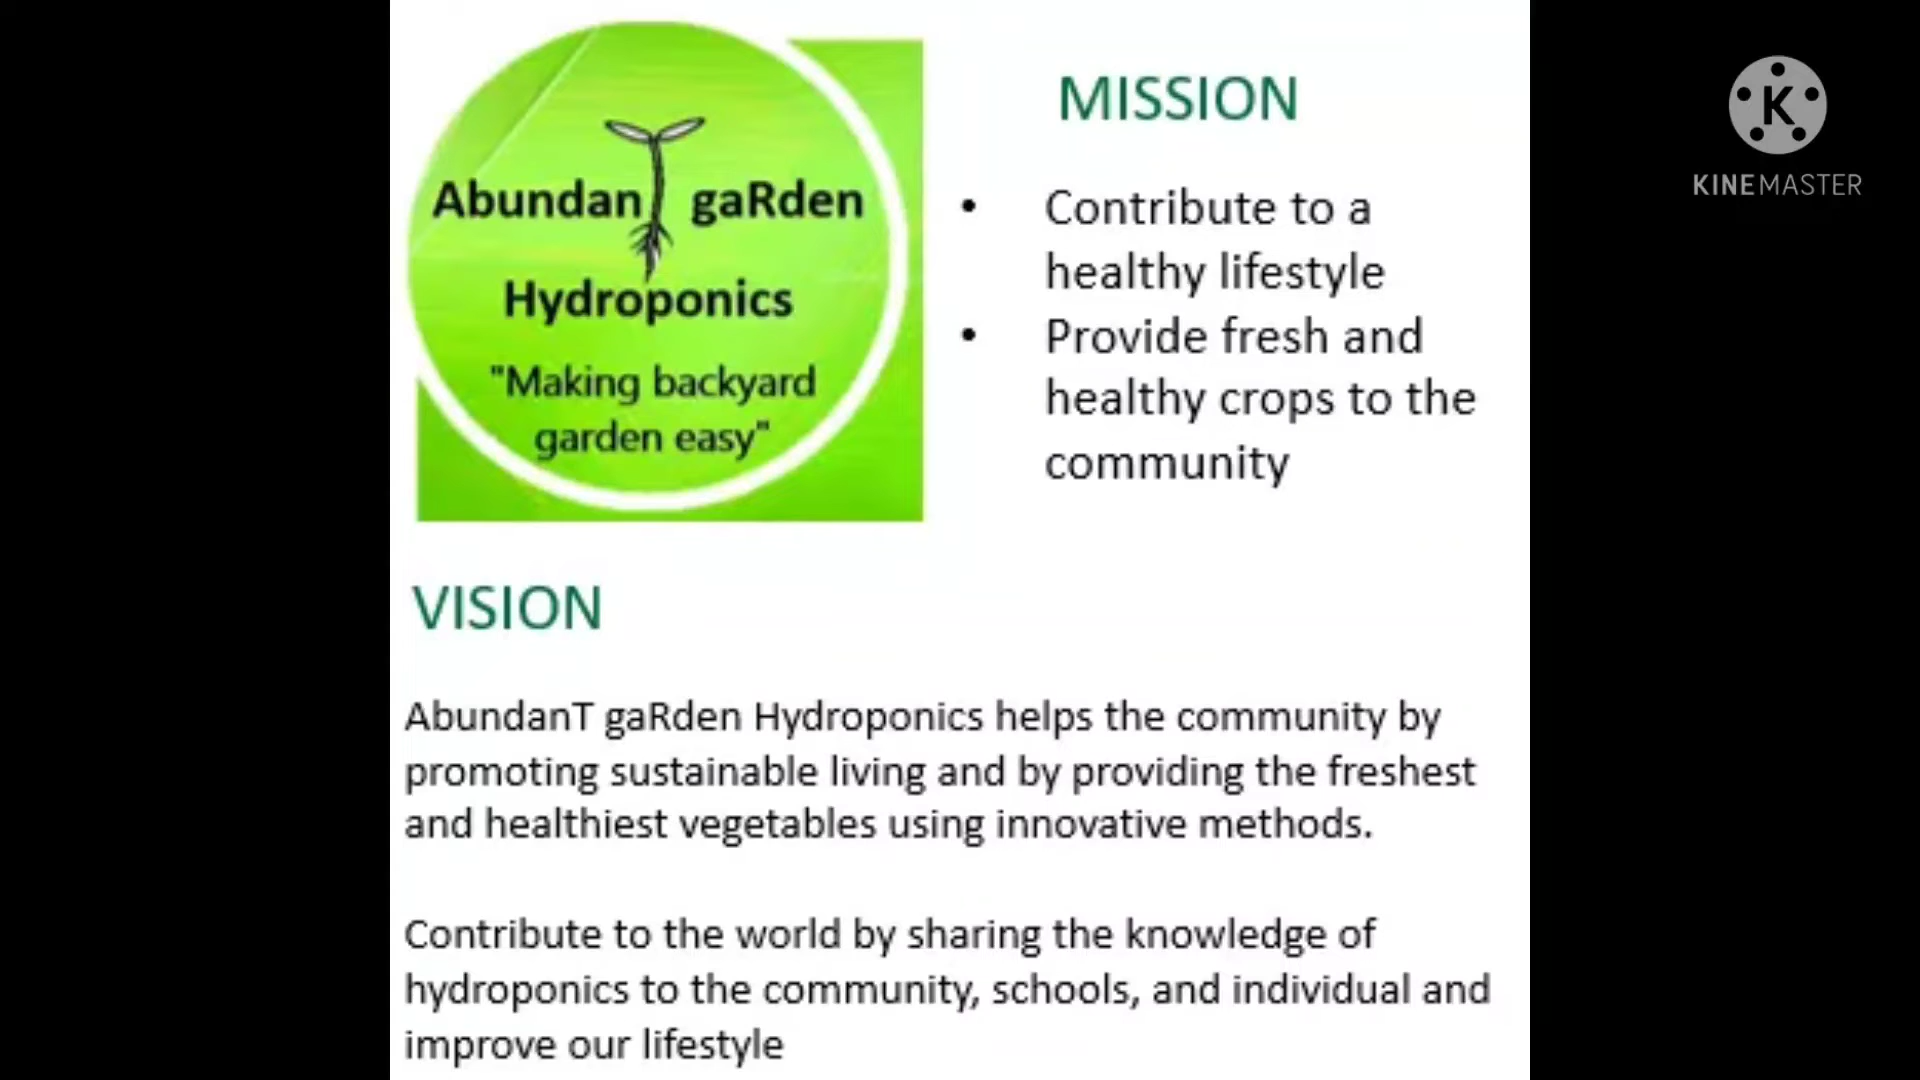 Abundan gaRden
Hydroponics
"Making backyard
garden easy"
MISSION
• Contribute to a
healthy lifestyle
• Provide fresh and
healthy crops to the
community
VISION
AbundanT gaRden Hydroponics helps the community by
promoting sustainable living and by providing the freshest
and healthiest vegetables using innovative methods.
Contribute to the world by sharing the knowledge of
hydroponics to the community, schools, and individual and
improve our lifestyle
K
KINEMASTER